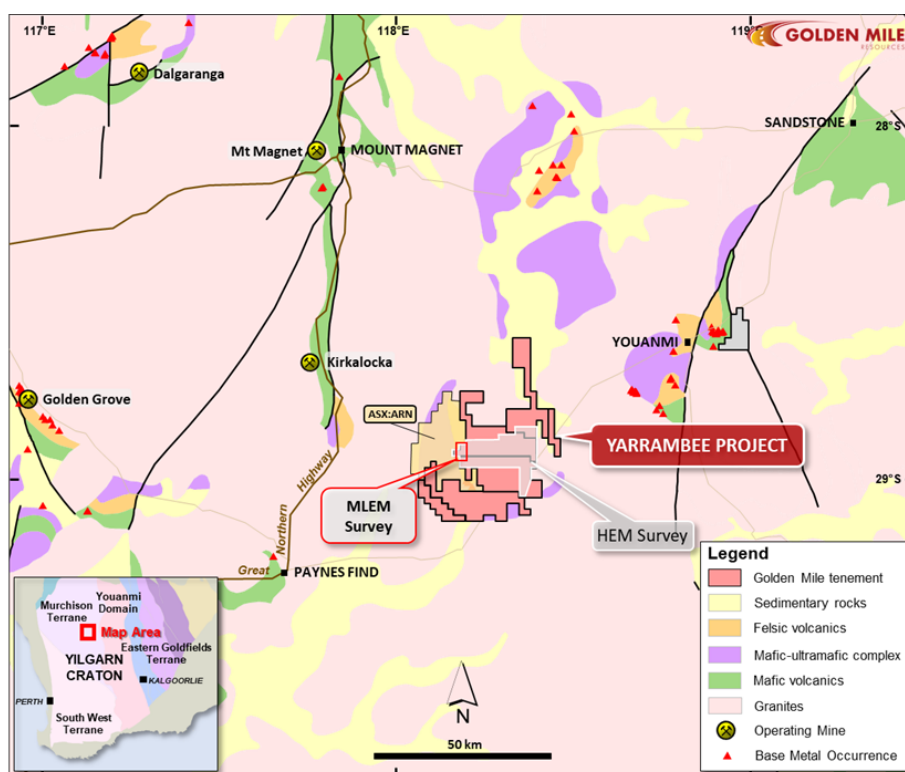 117°E
118°E
119°E
GOLDEN MILE
RESOURCES
Dalgaranga
SANDSTONE
28°S
Mt Magnet
MOUNT MAGNET
YOUANMI
Kirkalocka
Golden Grove
ASX:ARN
YARRAMBEE PROJECT
29°S
MLEM
Survey
HEM Survey
Great Northern Highway
PAYNES FIND
Legend
Golden Mile tenement
Sedimentary rocks
Felsic volcanics
Mafic-ultramafic complex
Mafic volcanics
Granites
Operating Mine
Base Metal Occurrence
Murchison
Terrane
Youanmi
Domain
Map Area
YILGARN
CRATON
Eastern Goldfields
Terrane
KALGOORLIE
PERTH
South West
Terrane
N
50 km